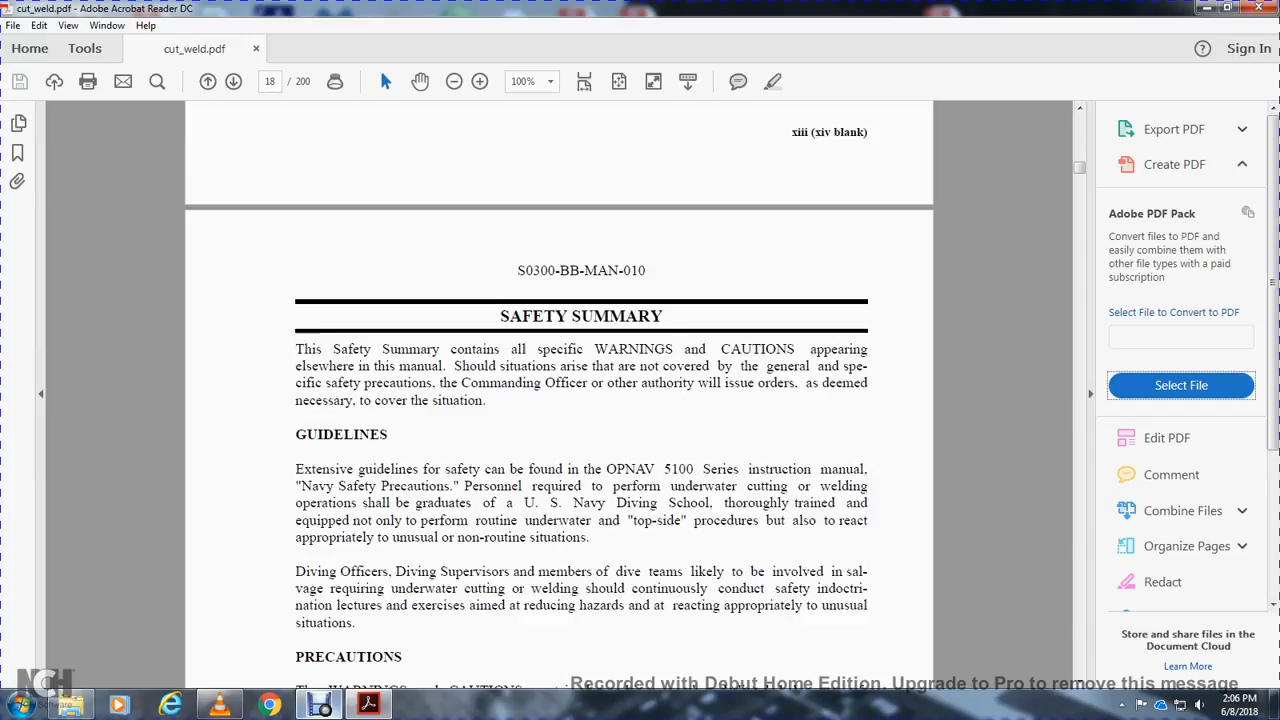 cut_weld.pdf - Adobe Acrobat Reader DC
File Edit View Window Help
Home Tools cut_weld.pdf × Sign In
18 / 200 100%
xiii (xiv blank)
S0300-BB-MAN-010
SAFETY SUMMARY
This Safety Summary contains all specific WARNINGS and CAUTIONS appearing
elsewhere in this manual. Should situations arise that are not covered by the general and spe-
cific safety precautions, the Commanding Officer or other authority will issue orders, as deemed
necessary, to cover the situation.
GUIDELINES
Extensive guidelines for safety can be found in the OPNAV 5100 Series instruction manual,
"Navy Safety Precautions." Personnel required to perform underwater cutting or welding
operations shall be graduates of a U. S. Navy Diving School, thoroughly trained and
equipped not only to perform routine underwater and "top-side" procedures but also to react
appropriately to unusual or non-routine situations.
Diving Officers, Diving Supervisors and members of dive teams likely to be involved in sal-
vage requiring underwater cutting or welding should continuously conduct safety indoctri-
nation lectures and exercises aimed at reducing hazards and at reacting appropriately to unusual
situations.
PRECAUTIONS
Export PDF
Create PDF
Adobe PDF Pack
Convert files to PDF and
easily combine them with
other file types with a paid
subscription
Select File to Convert to PDF
Select File
Edit PDF
Comment
Combine Files
Organize Pages
Redact
Store and share files in the
Document Cloud
Learn More
NCH
Software
Recorded with Debut Home Edition. Upgrade to Pro to remove this message
2:06 PM
6/8/2018